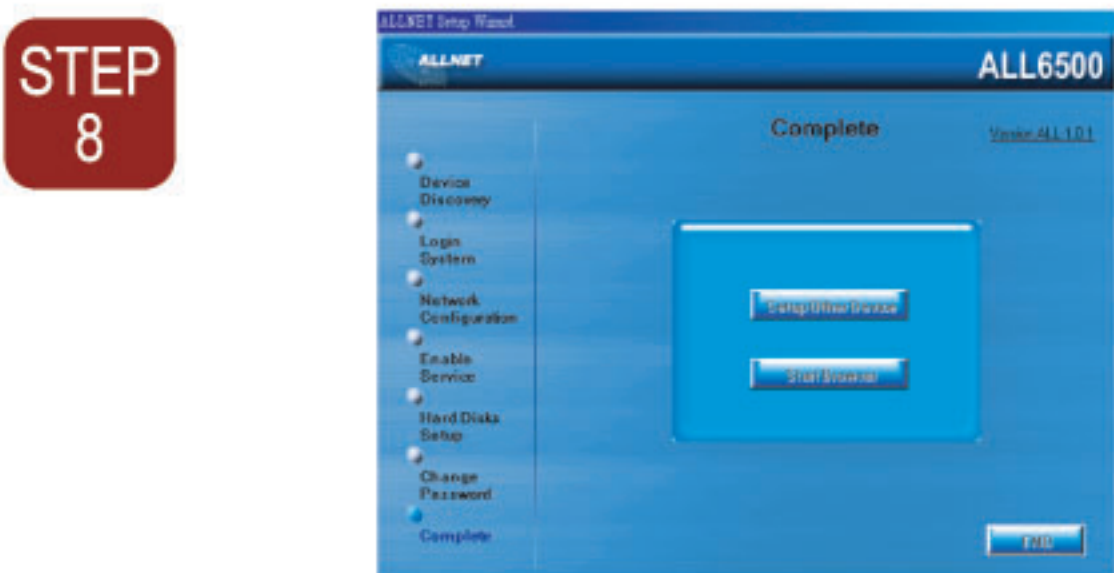 STEP
8
ALLNET Setup Wizard
ALLNET
ALL6500
Complete
Version ALL 1.0.1
Device
Discovery
Login
System
Network
Configuration
Enable
Service
Hard Disks
Setup
Change
Password
Complete
Setup Other Device
Start Browser